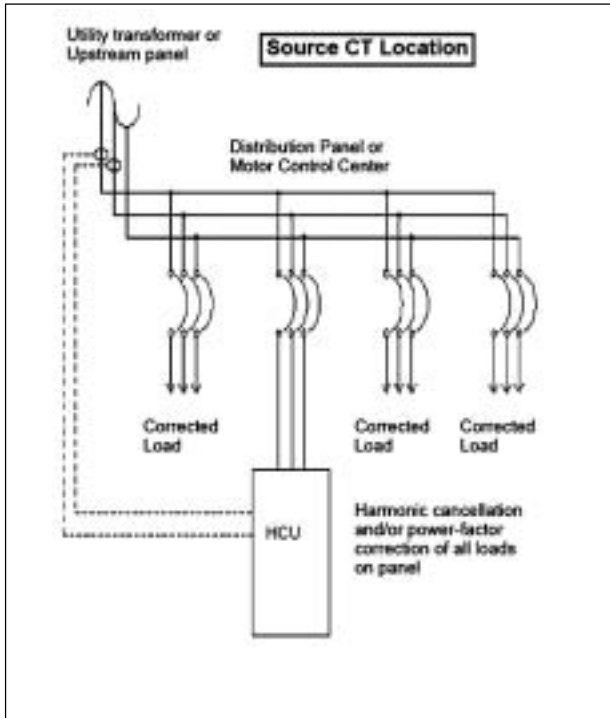 Utility transformer or
Upstream panel
Source CT Location
Distribution Panel or
Motor Control Center
Corrected
Load
Corrected
Load
Corrected
Load
HCU
Harmonic cancellation
and/or power-factor
correction of all loads
on panel